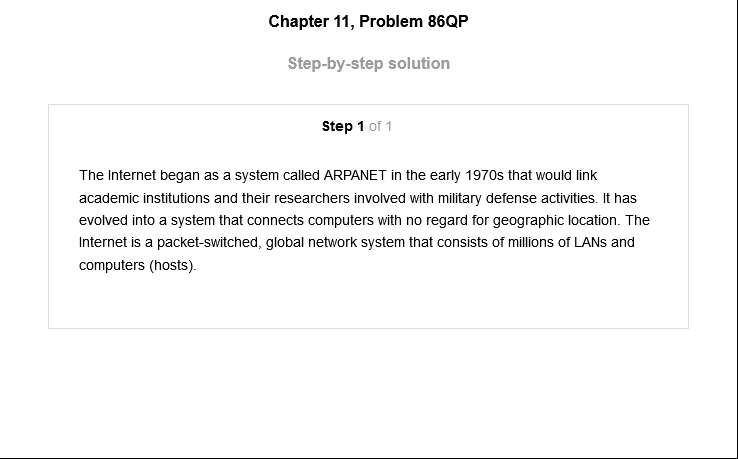 Chapter 11, Problem 86QP
Step-by-step solution
Step 1 of 1
The Internet began as a system called ARPANET in the early 1970s that would link
academic institutions and their researchers involved with military defense activities. It has
evolved into a system that connects computers with no regard for geographic location. The
Internet is a packet-switched, global network system that consists of millions of LANs and
computers (hosts).